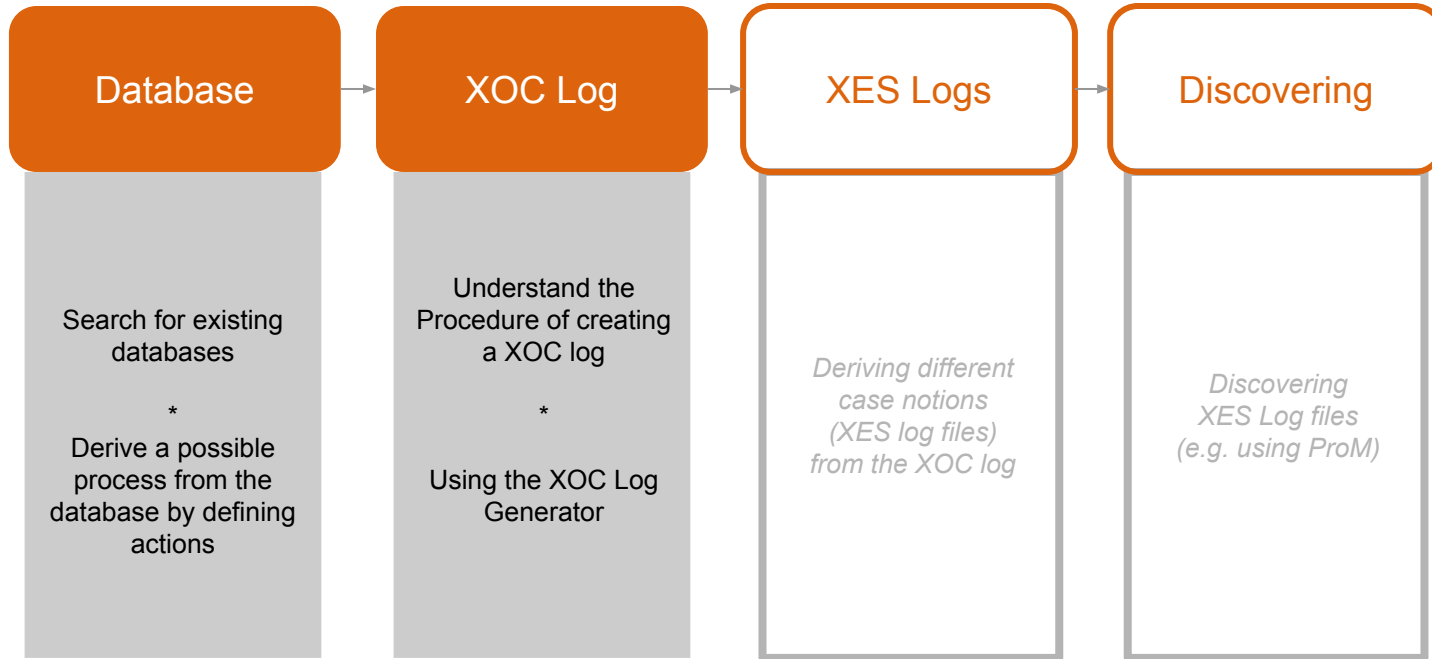 Database
XOC Log
XES Logs
Discovering
Search for existing
databases
*
Derive a possible
process from the
database by defining
actions
Understand the
Procedure of creating
a XOC log
*
Using the XOC Log
Generator
Deriving different
case notions
(XES log files)
from the XOC log
Discovering
XES Log files
(e.g. using ProM)